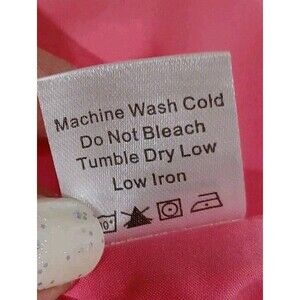 Machine Wash Cold
Do Not Bleach
Tumble Dry Low
Low Iron